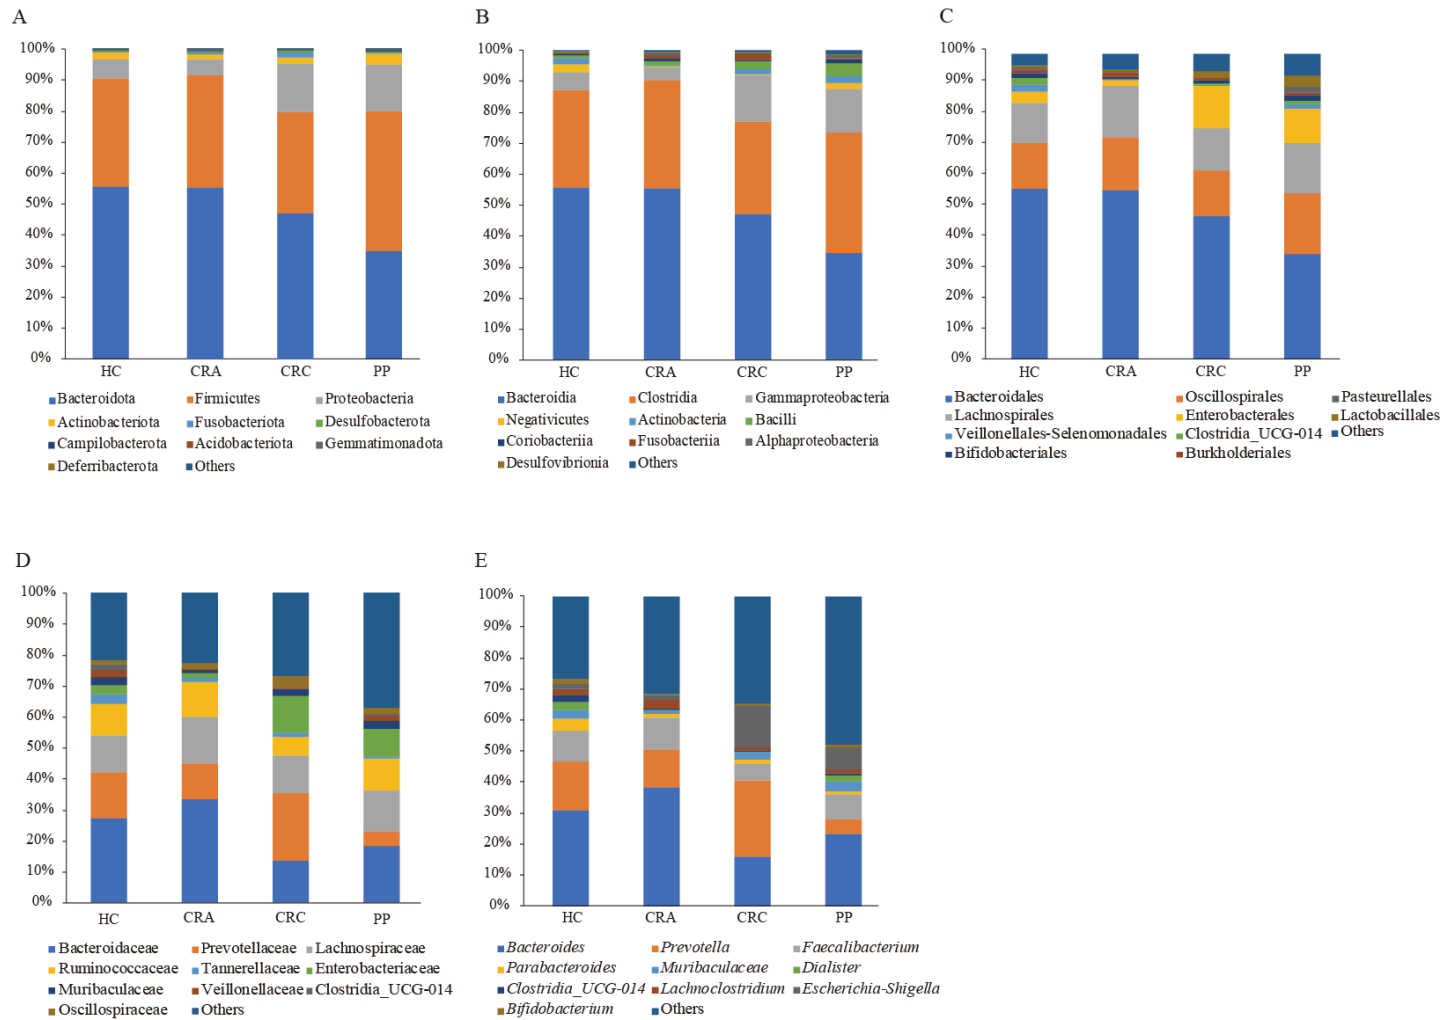 A
100%
90%
80%
70%
60%
50%
40%
30%
20%
10%
0%
HC CRA CRC PP
Bacteroidota Firmicutes Proteobacteria
Actinobacteriota Fusobacteriota Desulfobacterota
Campilobacterota Acidobacteriota Gemmatimonadota
Deferribacterota Others
B
100%
90%
80%
70%
60%
50%
40%
30%
20%
10%
0%
HC CRA CRC PP
Bacteroidia Clostridia Gammaproteobacteria
Negativicutes Actinobacteria Bacilli
Coriobacteriia Fusobacteriia Alphaproteobacteria
Desulfovibrionia Others
C
100%
90%
80%
70%
60%
50%
40%
30%
20%
10%
0%
HC CRA CRC PP
Bacteroidales Oscillospirales Pasteurellales
Lachnospirales Enterobacterales Lactobacillales
Veillonellales-Selenomonadales Clostridia_UCG-014 Others
Bifidobacteriales Burkholderiales
D
100%
90%
80%
70%
60%
50%
40%
30%
20%
10%
0%
HC CRA CRC PP
Bacteroidaceae Prevotellaceae Lachnospiraceae
Ruminococcaceae Tannerellaceae Enterobacteriaceae
Muribaculaceae Veillonellaceae Clostridia_UCG-014
Oscillospiraceae Others
E
100%
90%
80%
70%
60%
50%
40%
30%
20%
10%
0%
HC CRA CRC PP
Bacteroides Prevotella Faecalibacterium
Parabacteroides Muribaculaceae Dialister
Clostridia_UCG-014 Lachnoclostridium Escherichia-Shigella
Bifidobacterium Others